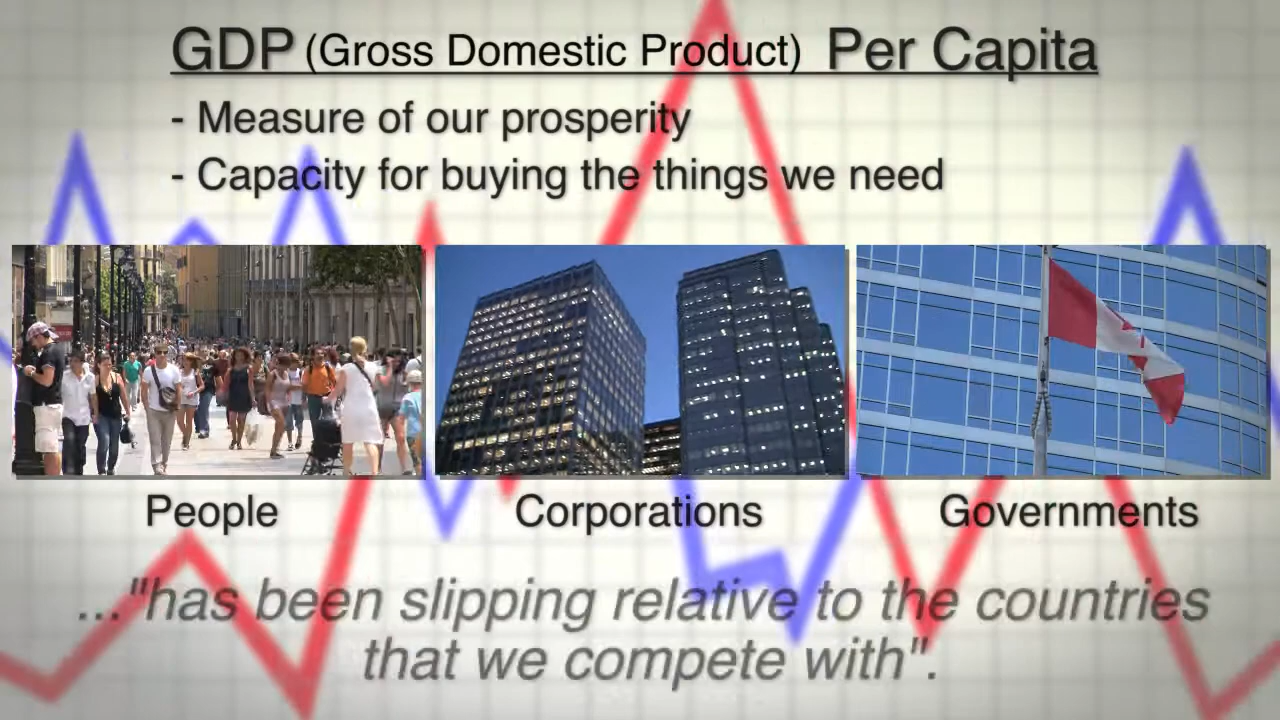 GDP (Gross Domestic Product) Per Capita
- Measure of our prosperity
- Capacity for buying the things we need
People
Corporations
Governments
..."has been slipping relative to the countries
that we compete with".